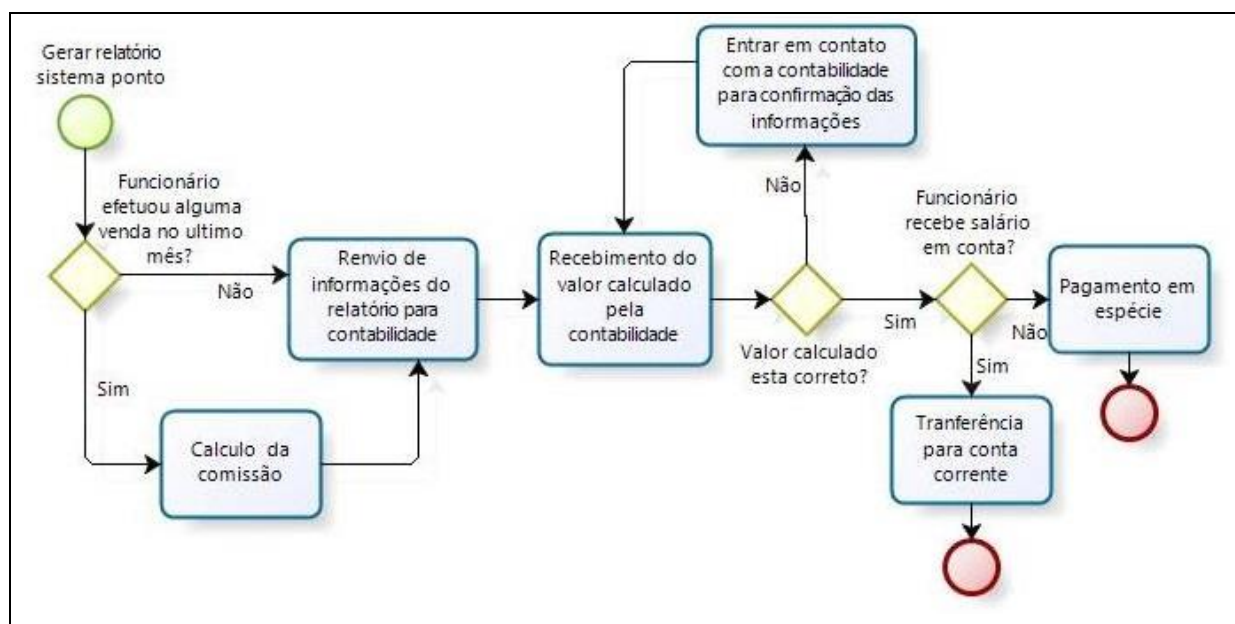 Gerar relatório
sistema ponto
Funcionário
efetuou alguma
venda no ultimo
mês?
Não
Sim
Calculo da
comissão
Renvio de
informações do
relatório para
contabilidade
Recebimento do
valor calculado
pela
contabilidade
Entrar em contato
com a contabilidade
para confirmação das
informações
Não
Valor calculado
esta correto?
Sim
Funcionário
recebe salário
em conta?
Não
Sim
Pagamento em
espécie
Tranferência
para conta
corrente